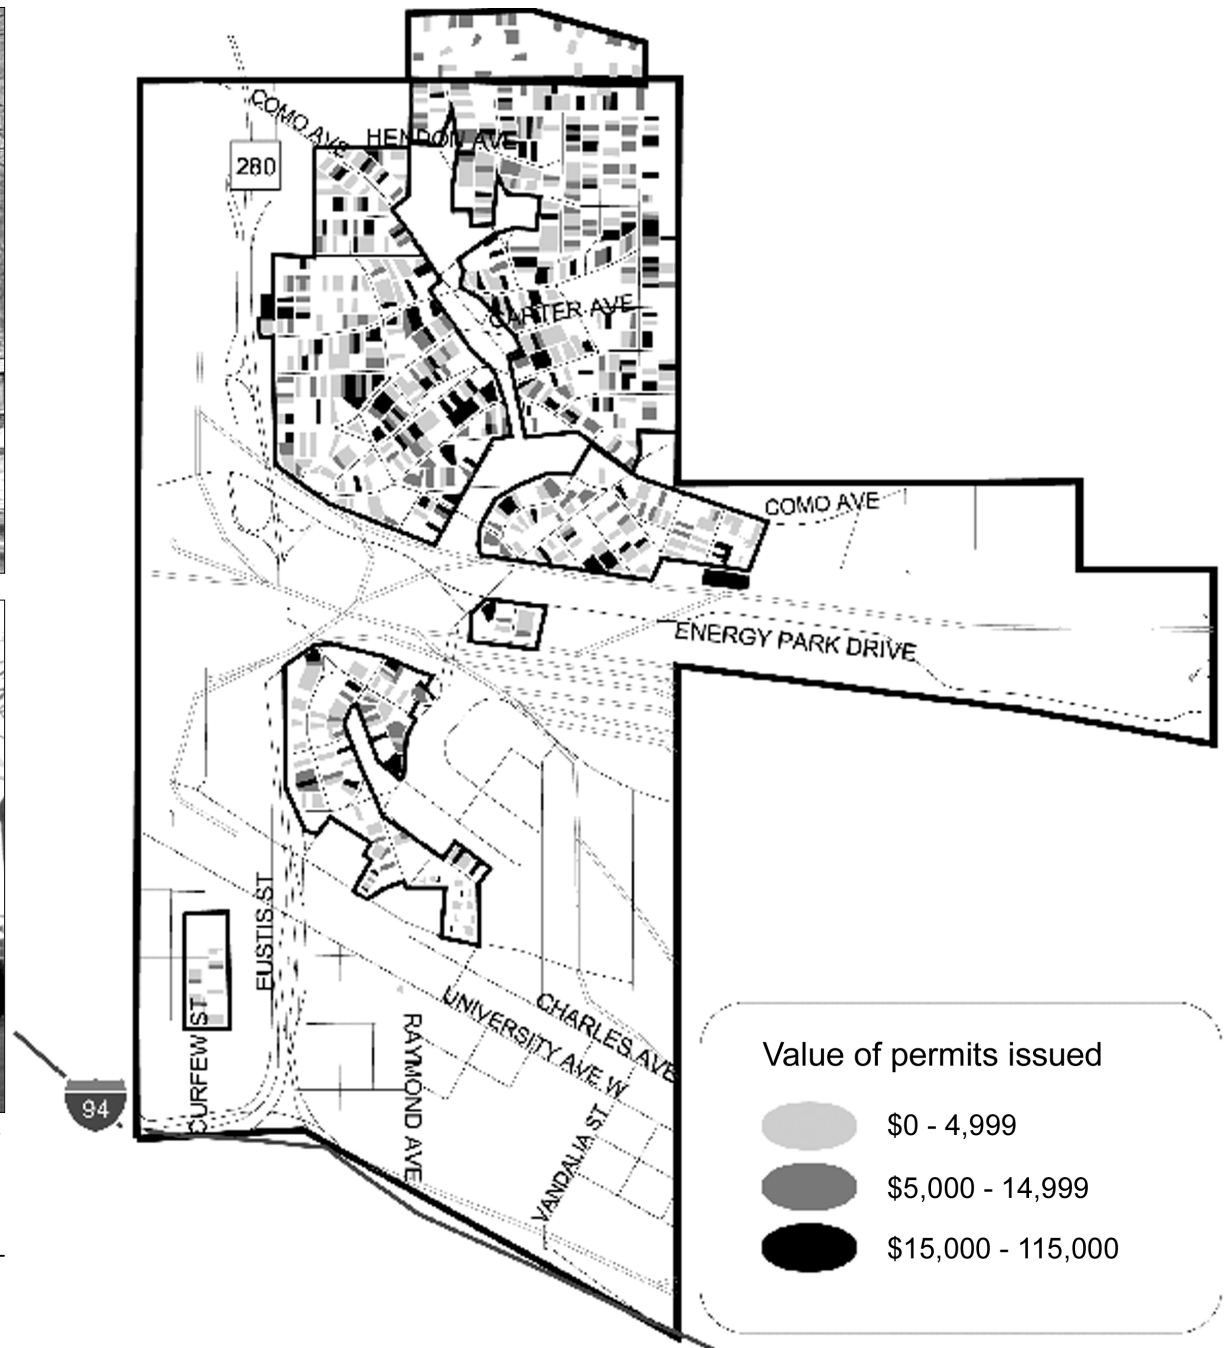 COMO AVE
HENDON AVE
280
CARTER AVE
COMO AVE
ENERGY PARK DRIVE
EUSTIS ST
CURFEW ST
RAYMOND AVE
UNIVERSITY AVE W
CHARLES AVE
VANDALIA ST
94
Value of permits issued
$0 - 4,999
$5,000 - 14,999
$15,000 - 115,000